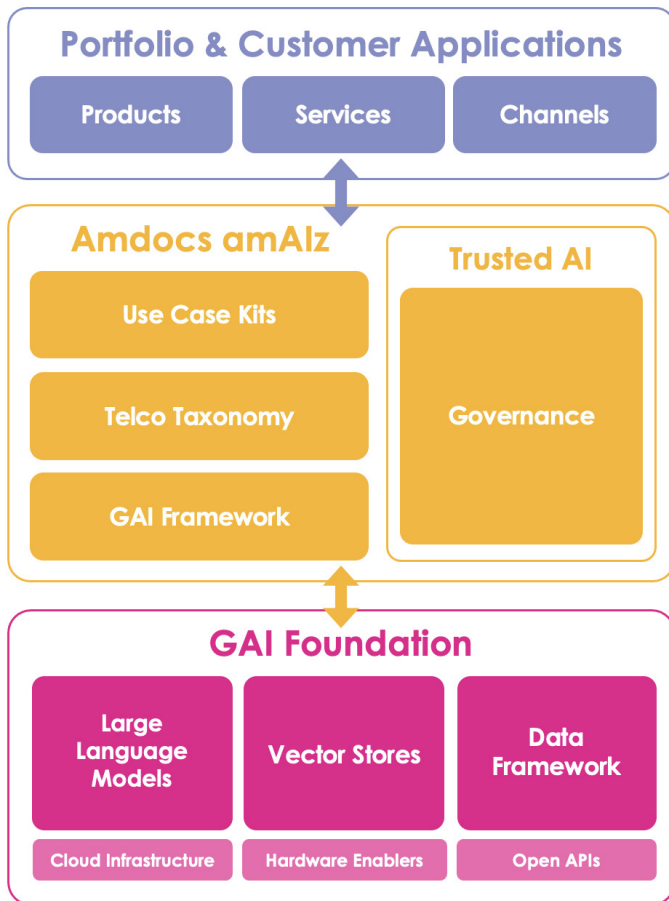 Portfolio & Customer Applications
Products
Services
Channels
Amdocs amAIz
Use Case Kits
Telco Taxonomy
GAI Framework
Trusted AI
Governance
GAI Foundation
Large
Language
Models
Vector Stores
Data
Framework
Cloud Infrastructure
Hardware Enablers
Open APIs